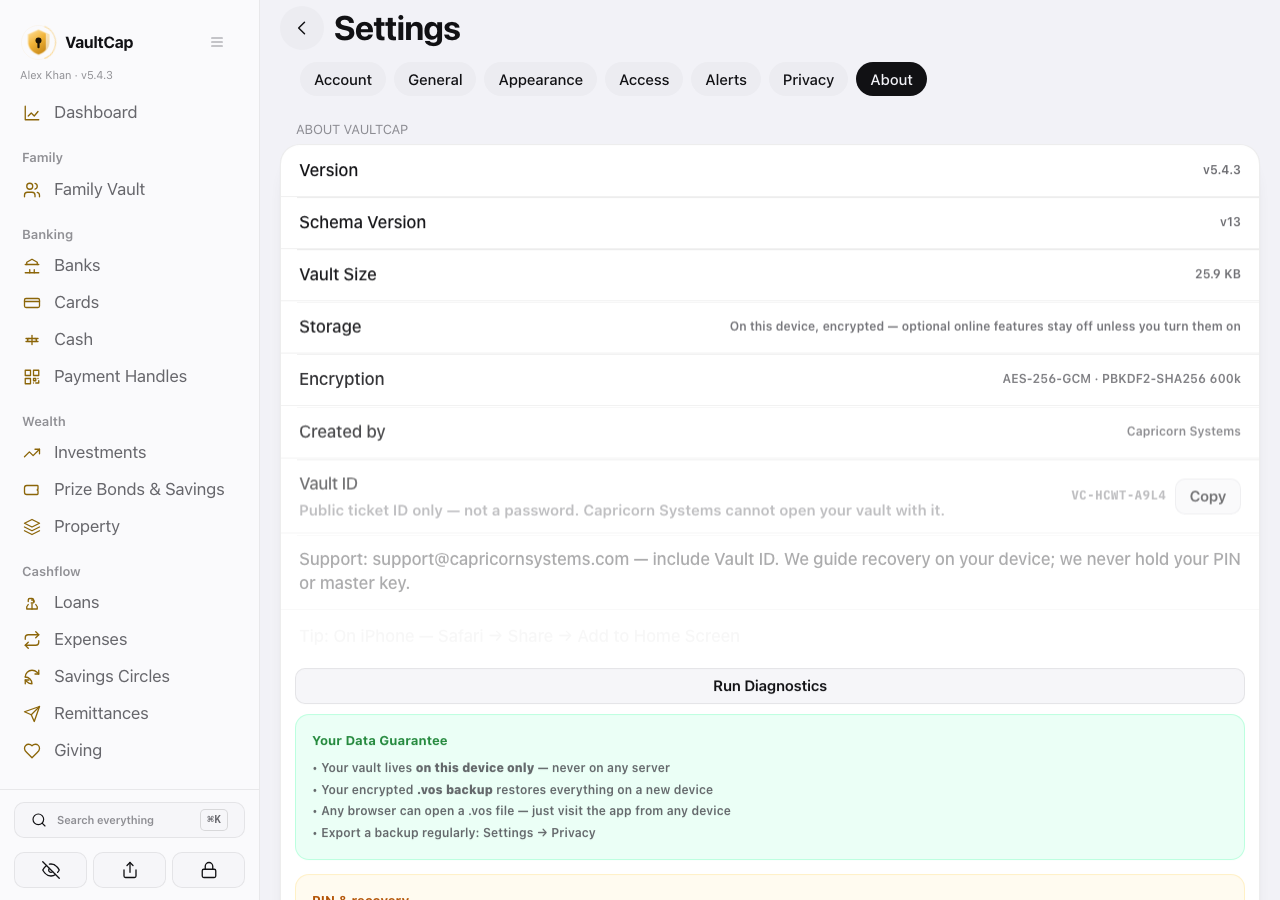 VaultCap
Alex Khan · v5.4.3
Dashboard
Family
Family Vault
Banking
Banks
Cards
Cash
Payment Handles
Wealth
Investments
Prize Bonds & Savings
Property
Cashflow
Loans
Expenses
Savings Circles
Remittances
Giving
Search everything ⌘K
Settings
Account General Appearance Access Alerts Privacy About
ABOUT VAULTCAP
Version v5.4.3
Schema Version v13
Vault Size 25.9 KB
Storage On this device, encrypted — optional online features stay off unless you turn them on
Encryption AES-256-GCM · PBKDF2-SHA256 600k
Created by Capricorn Systems
Vault ID VC-HCWT-A9L4 Copy
Public ticket ID only — not a password. Capricorn Systems cannot open your vault with it.
Support: support@capricornsystems.com — include Vault ID. We guide recovery on your device; we never hold your PIN
or master key.
Tip: On iPhone — Safari → Share → Add to Home Screen
Run Diagnostics
Your Data Guarantee
• Your vault lives on this device only — never on any server
• Your encrypted .vos backup restores everything on a new device
• Any browser can open a .vos file — just visit the app from any device
• Export a backup regularly: Settings → Privacy
PIN & recovery